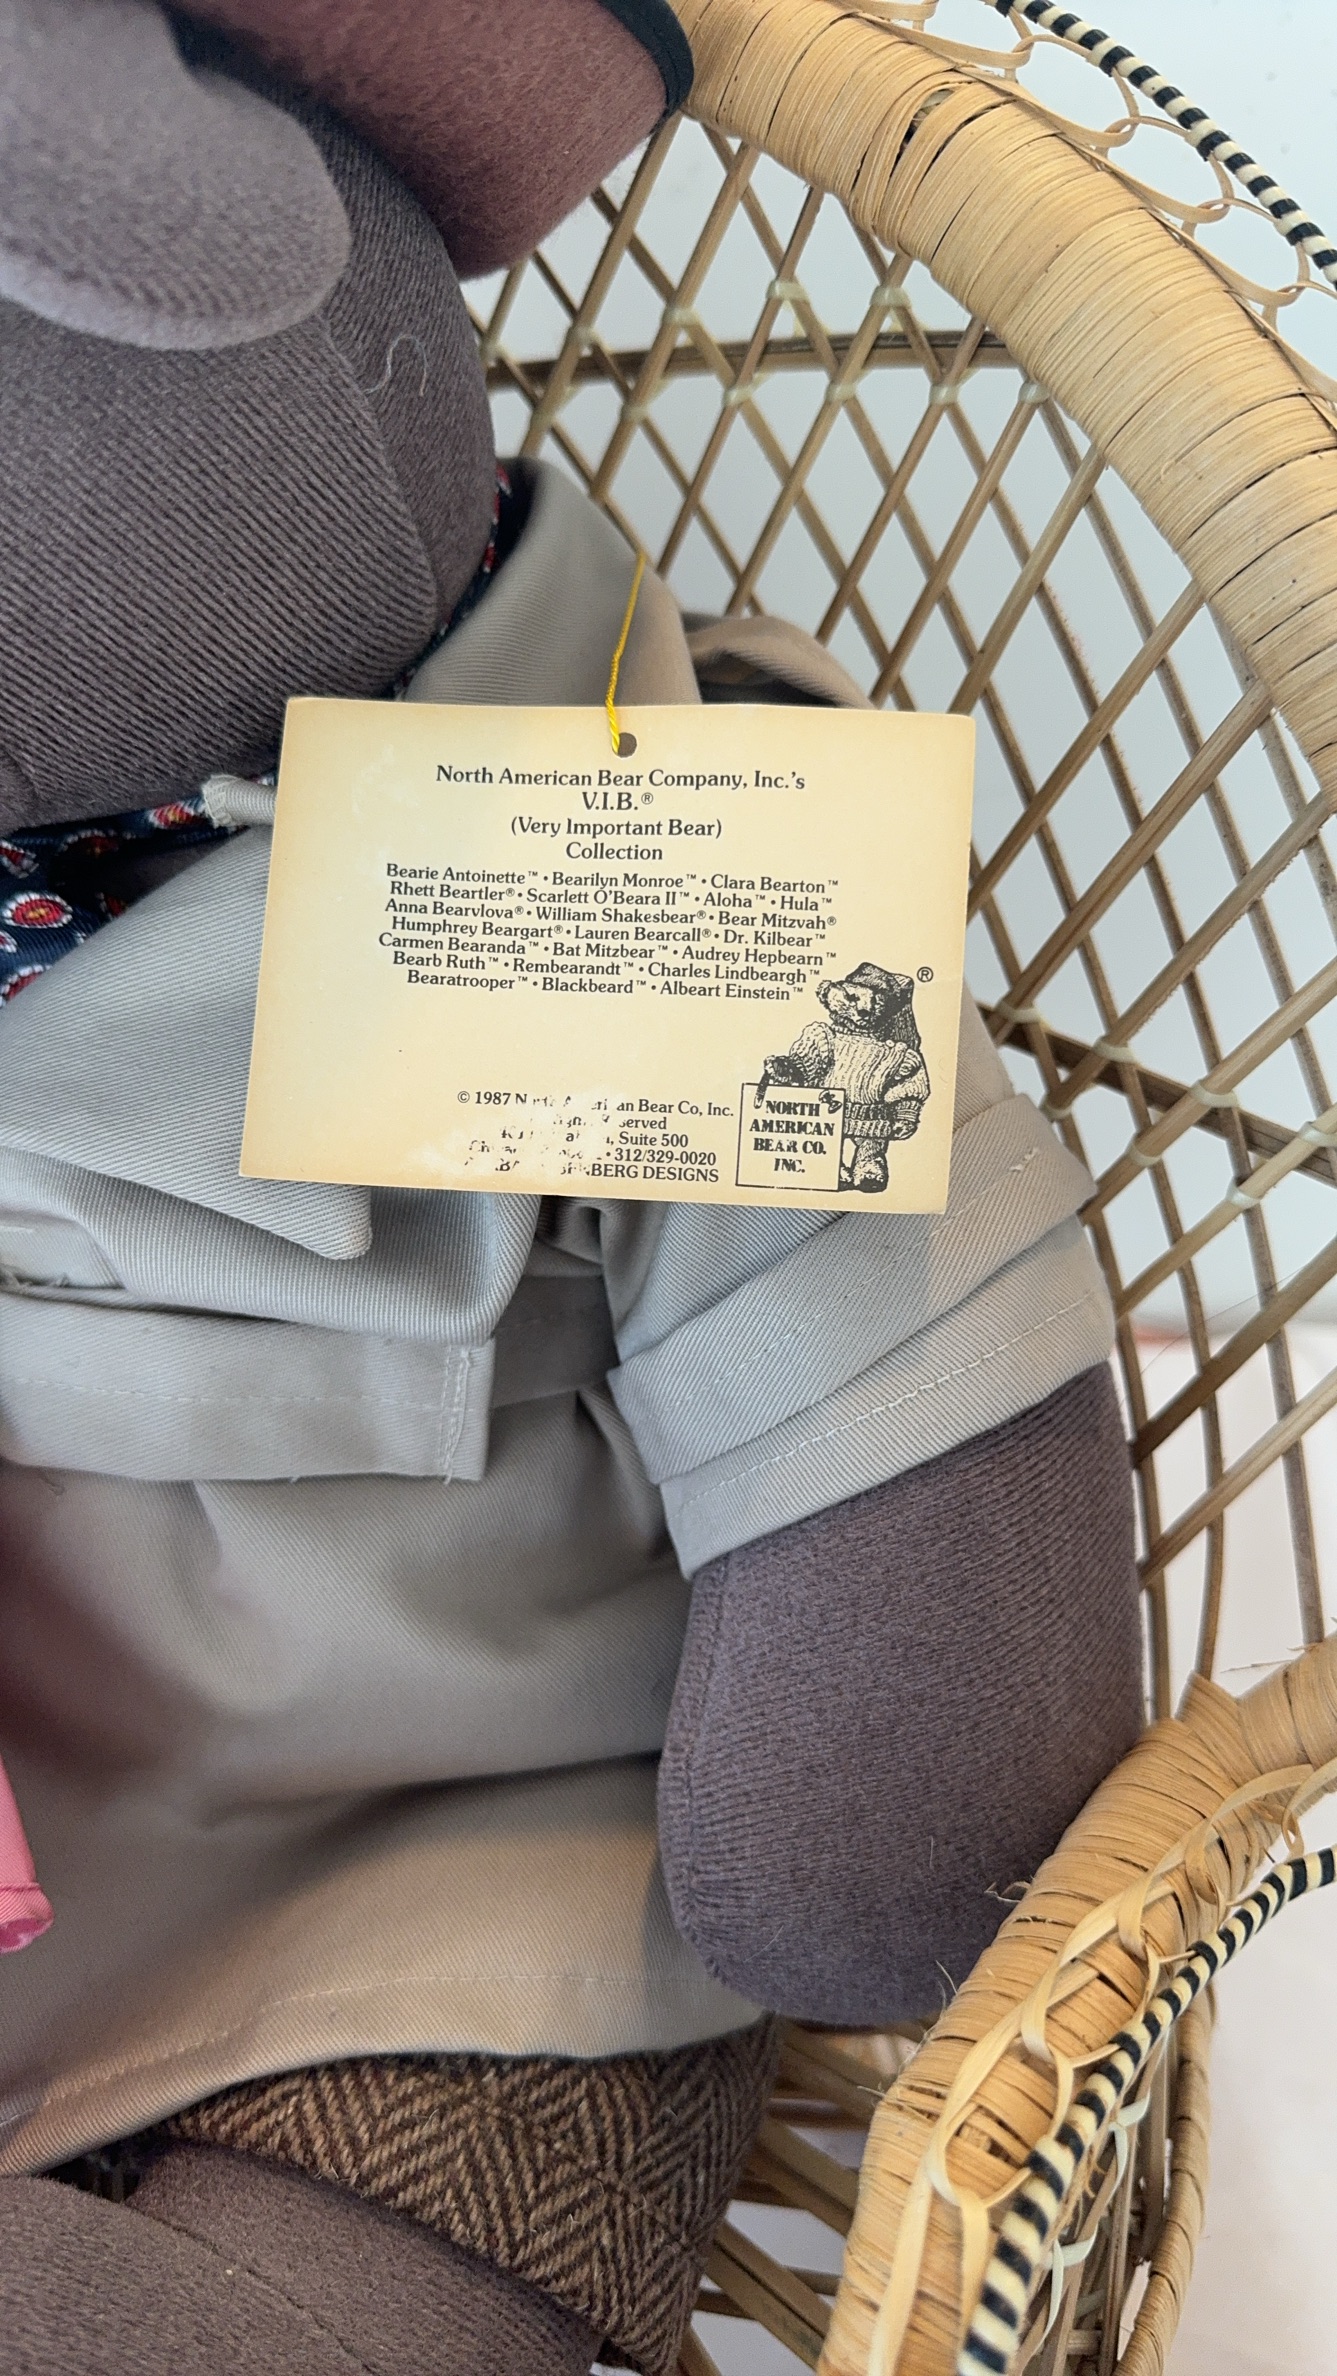 North American Bear Company, Inc.'s
V.I.B.®
(Very Important Bear)
Collection
Bearie Antoinette™ • Bearilyn Monroe™ • Clara Bearton™
Rhett Beartler® • Scarlett O'Beara II™ • Aloha™ • Hula™
Anna Bearvlova® • William Shakesbear® • Bear Mitzvah®
Humphrey Beargart® • Lauren Bearcall® • Dr. Kilbear™
Carmen Bearanda™ • Bat Mitzbear™ • Audrey Hepbearn™
Bearb Ruth™ • Rembearandt™ • Charles Lindbeargh™
Bearatrooper™ • Blackbeard™ • Albeart Einstein™
®
© 1987 an Bear Co, Inc.
served
, Suite 500
• 312/329-0020
NBERG DESIGNS
NORTH
AMERICAN
BEAR CO.
INC.